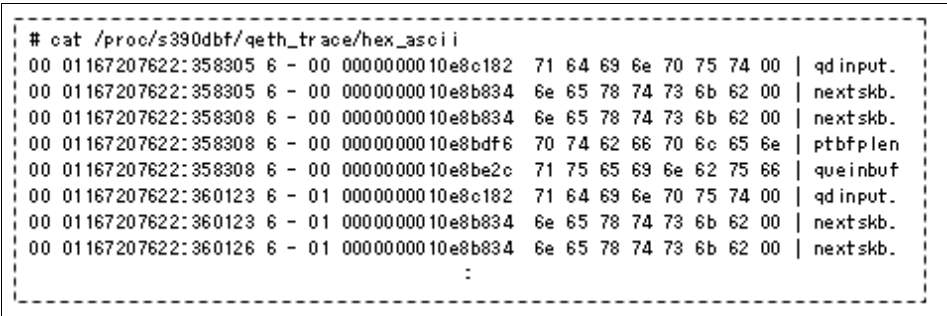 # cat /proc/s390dbf/qeth_trace/hex_ascii
00 01167207622:358305 6 - 00 0000000010e8c182 71 64 69 6e 70 75 74 00 | qdinput.
00 01167207622:358305 6 - 00 0000000010e8b834 6e 65 78 74 73 6b 62 00 | nextskb.
00 01167207622:358308 6 - 00 0000000010e8b834 6e 65 78 74 73 6b 62 00 | nextskb.
00 01167207622:358308 6 - 00 0000000010e8bdf6 70 74 62 66 70 6c 65 6e | ptbfplen
00 01167207622:358308 6 - 00 0000000010e8be2c 71 75 65 69 6e 62 75 66 | queinbuf
00 01167207622:360123 6 - 01 0000000010e8c182 71 64 69 6e 70 75 74 00 | qdinput.
00 01167207622:360123 6 - 01 0000000010e8b834 6e 65 78 74 73 6b 62 00 | nextskb.
00 01167207622:360126 6 - 01 0000000010e8b834 6e 65 78 74 73 6b 62 00 | nextskb.
: